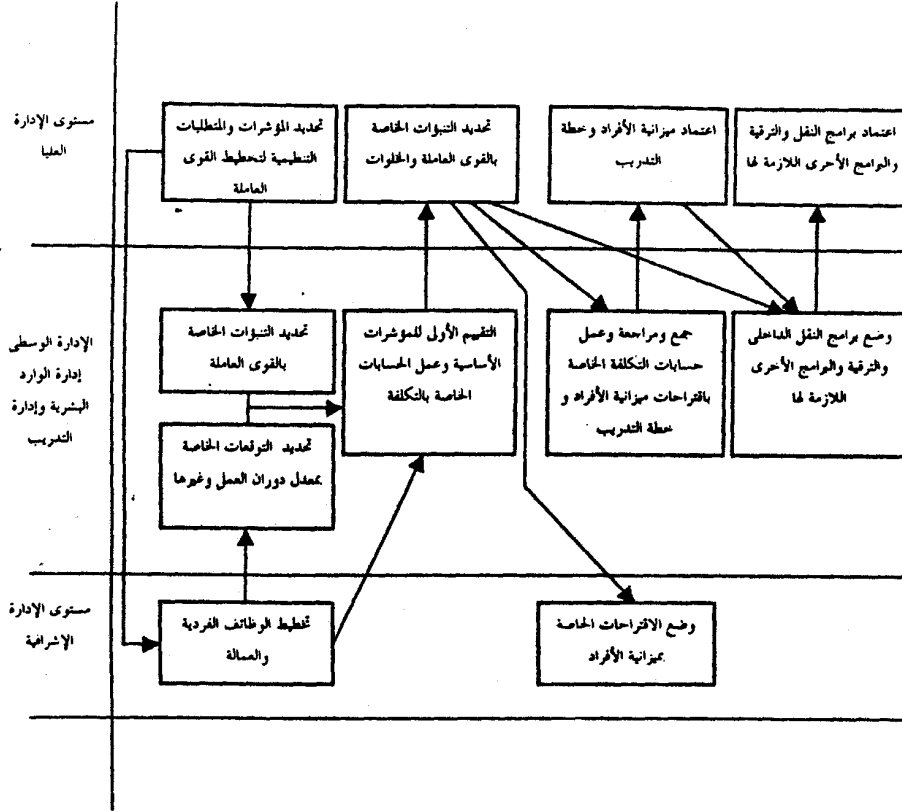 مستوى الإدارة
العليا
تحديد المؤشرات والمتطلبات
التنظيمية لتخطيط القوى
العاملة
تحديد التنبؤات الخاصة
بالقوى العاملة والخلوات
اعتماد ميزانية الأفراد وخطة
التدريب
اعتماد برامج النقل والترقية
والبرامج الأخرى اللازمة لها
الإدارة الوسطى
إدارة الوارد
البشرية وإدارة
التدريب
تحديد التنبؤات الخاصة
بالقوى العاملة
تحديد التوقعات الخاصة
بمعدل دوران العمل وغيرها
التقييم الأولى للمؤشرات
الأساسية وعمل الحسابات
الخاصة بالتكلفة
جمع ومراجعة وعمل
حسابات التكلفة الخاصة
باقتراحات ميزانية الأفراد و
خطة التدريب
وضع برامج النقل الداخلى
والترقية والبرامج الأخرى
اللازمة لها
مستوى الإدارة
الإشرافية
تخطيط الوظائف الفردية
والعمالة
وضع الاقتراحات الخاصة
بميزانية الأفراد